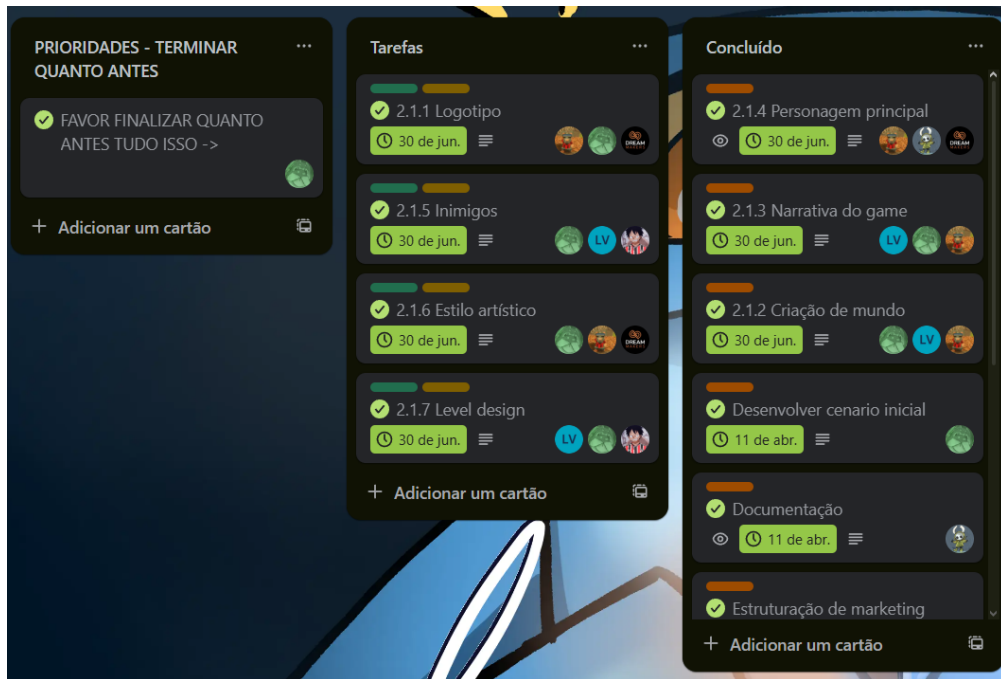 PRIORIDADES - TERMINAR
QUANTO ANTES
FAVOR FINALIZAR QUANTO
ANTES TUDO ISSO ->
Adicionar um cartão
Tarefas
2.1.1 Logotipo
30 de jun.
DREAM
2.1.5 Inimigos
30 de jun.
LV
2.1.6 Estilo artístico
30 de jun.
DREAM
2.1.7 Level design
30 de jun.
LV
Adicionar um cartão
Concluído
2.1.4 Personagem principal
30 de jun.
DREAM
2.1.3 Narrativa do game
30 de jun.
LV
2.1.2 Criação de mundo
30 de jun.
LV
Desenvolver cenario inicial
11 de abr.
Documentação
11 de abr.
Estruturação de marketing
Adicionar um cartão